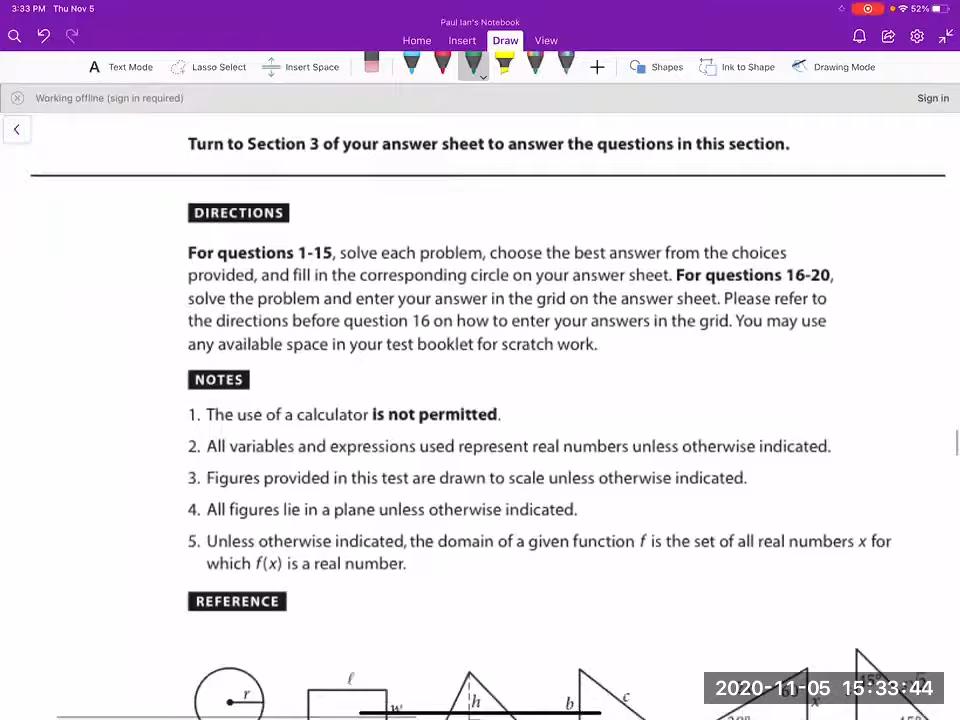 3:33 PM Thu Nov 5
52%
Paul Ian's Notebook
Home Insert Draw View
A Text Mode Lasso Select Insert Space Shapes Ink to Shape Drawing Mode
Working offline (sign in required) Sign in
Turn to Section 3 of your answer sheet to answer the questions in this section.
DIRECTIONS
For questions 1-15, solve each problem, choose the best answer from the choices
provided, and fill in the corresponding circle on your answer sheet. For questions 16-20,
solve the problem and enter your answer in the grid on the answer sheet. Please refer to
the directions before question 16 on how to enter your answers in the grid. You may use
any available space in your test booklet for scratch work.
NOTES
1. The use of a calculator is not permitted.
2. All variables and expressions used represent real numbers unless otherwise indicated.
3. Figures provided in this test are drawn to scale unless otherwise indicated.
4. All figures lie in a plane unless otherwise indicated.
5. Unless otherwise indicated, the domain of a given function f is the set of all real numbers x for
which f(x) is a real number.
REFERENCE
r ℓ w h b c x
2020-11-05 15:33:44